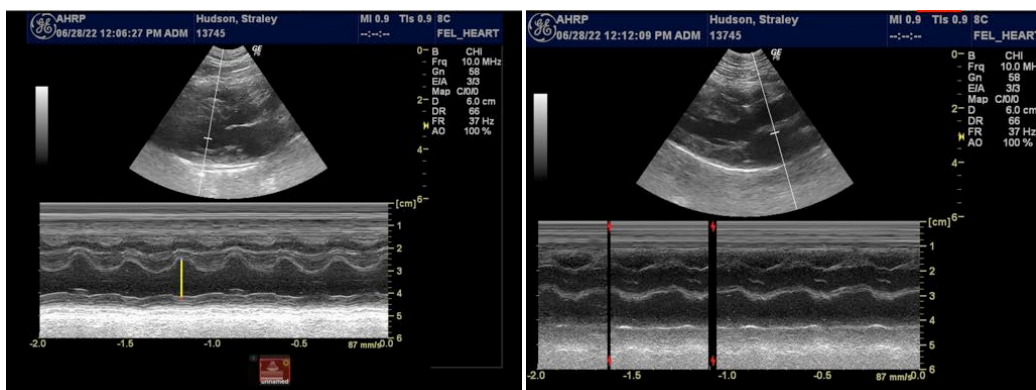 AHRP Hudson, Straley MI 0.9 TIs 0.9 8C
06/28/22 12:06:27 PM ADM 13745 --:--:-- FEL_HEART
B CHI
Frq 10.0 MHz
Gn 58
E/A 3/3
Map C/0/0
D 6.0 cm
DR 66
FR 37 Hz
AO 100 %
0
2
4
6
[cm]
1
2
3
4
5
6
-2.0 -1.5 -1.0 -0.5 87 mm/s 0.0
unnamed
AHRP Hudson, Straley MI 0.9 TIs 0.9 8C
06/28/22 12:12:09 PM ADM 13745 --:--:-- FEL_HEART
B CHI
Frq 10.0 MHz
Gn 58
E/A 3/3
Map C/0/0
D 6.0 cm
DR 66
FR 37 Hz
AO 100 %
0
2
4
6
[cm]
1
2
3
4
5
6
-2.0 -1.5 -1.0 -0.5 87 mm/s 0.0